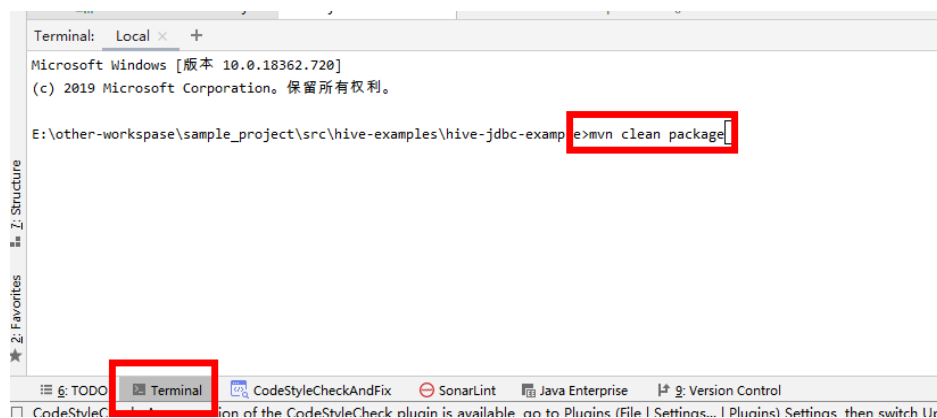 Terminal: Local × +
Microsoft Windows [版本 10.0.18362.720]
(c) 2019 Microsoft Corporation。保留所有权利。
E:\other-workspase\sample_project\src\hive-examples\hive-jdbc-example>mvn clean package
7: Structure
2: Favorites
6: TODO Terminal CodeStyleCheckAndFix SonarLint Java Enterprise 9: Version Control
ion of the CodeStyleCheck plugin is available, go to Plugins (File | Settings... | Plugins) Settings, then switch